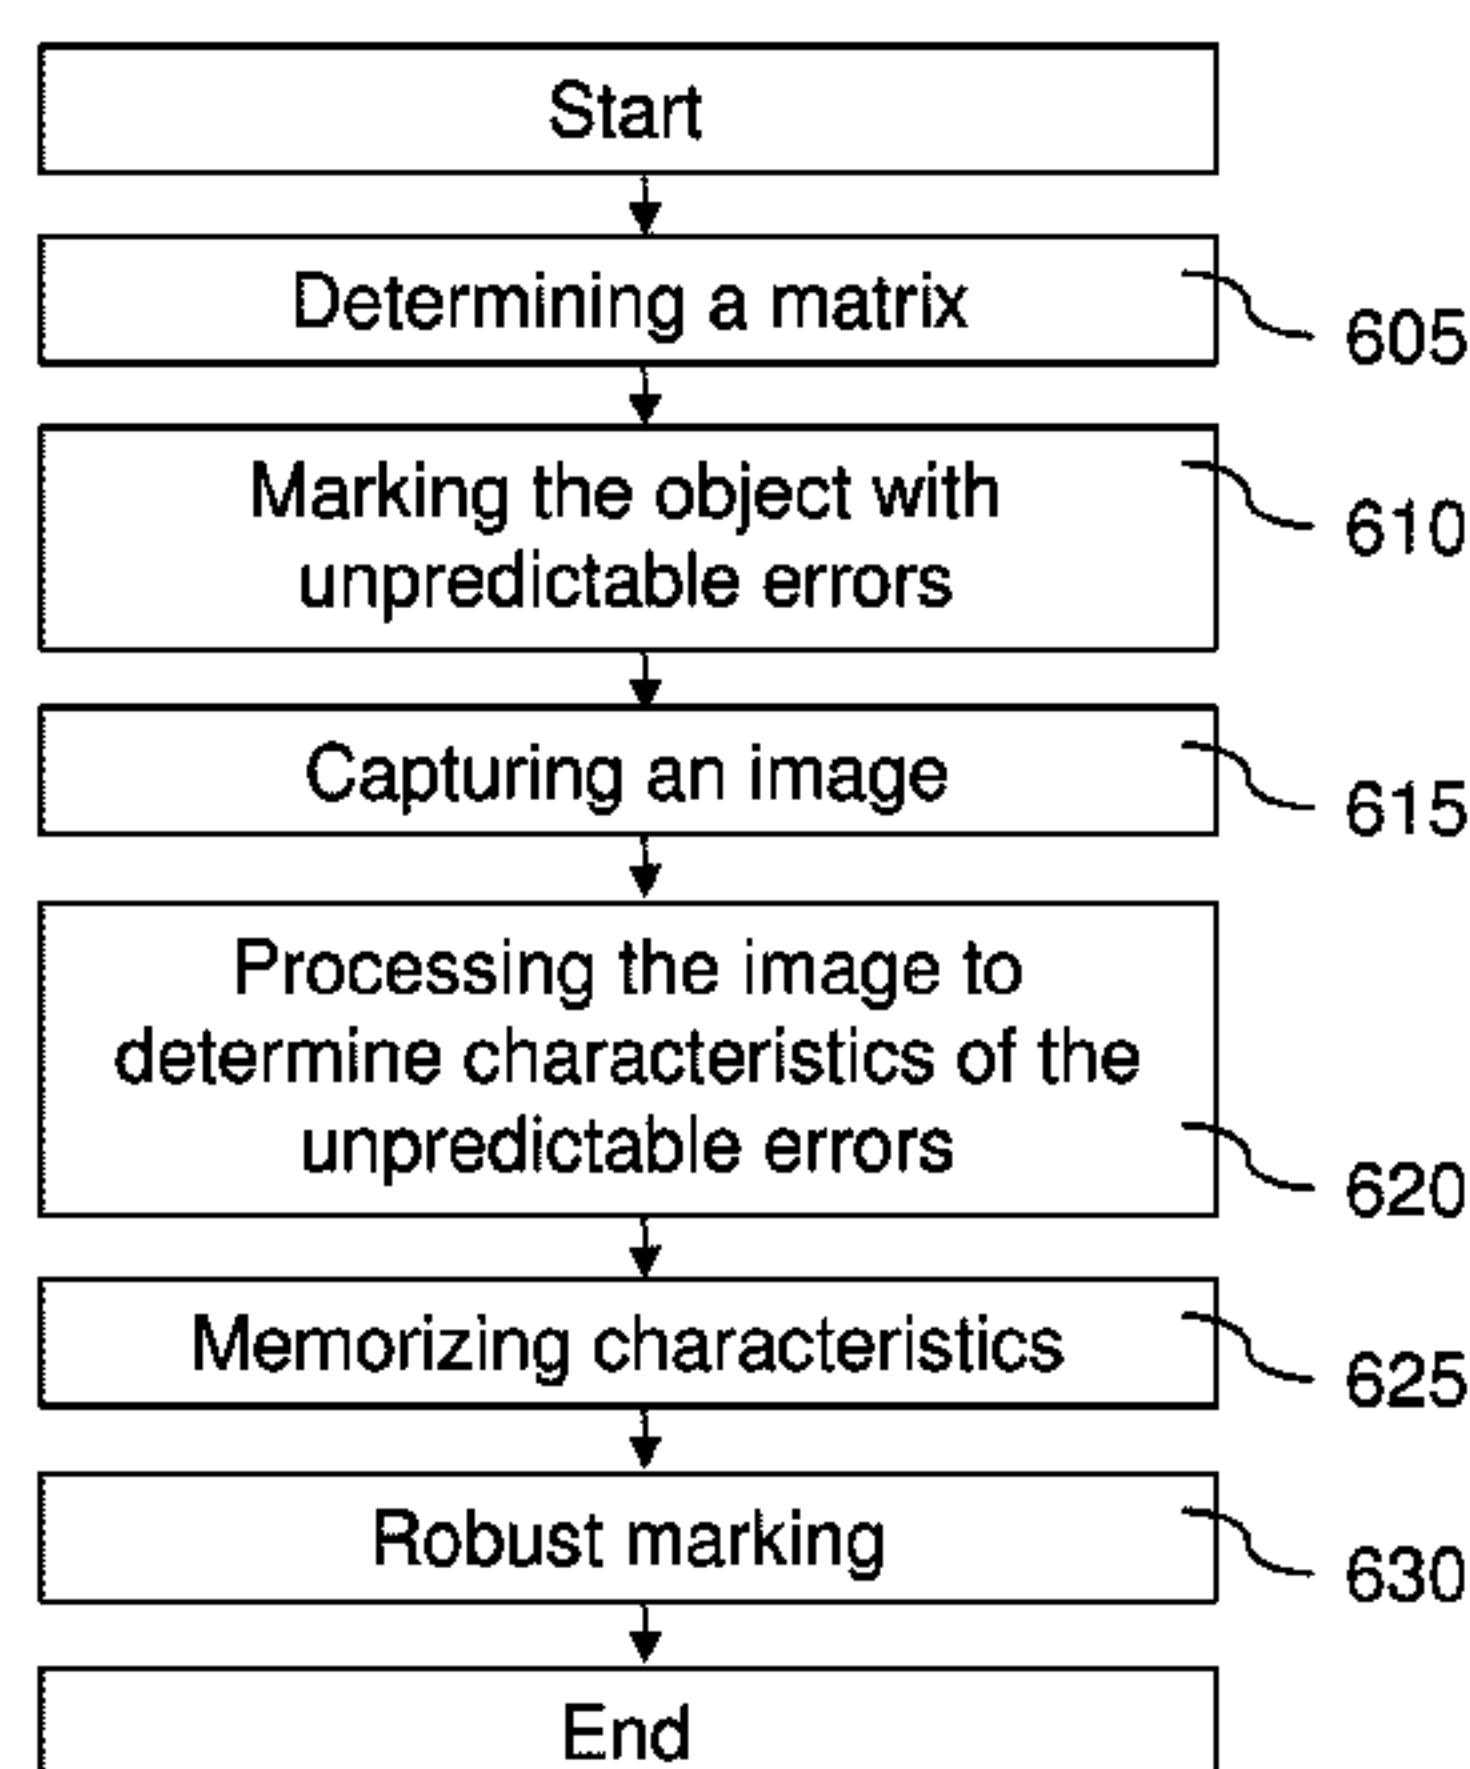 Start
Determining a matrix
605
Marking the object with
unpredictable errors
610
Capturing an image
615
Processing the image to
determine characteristics of the
unpredictable errors
620
Memorizing characteristics
625
Robust marking
630
End